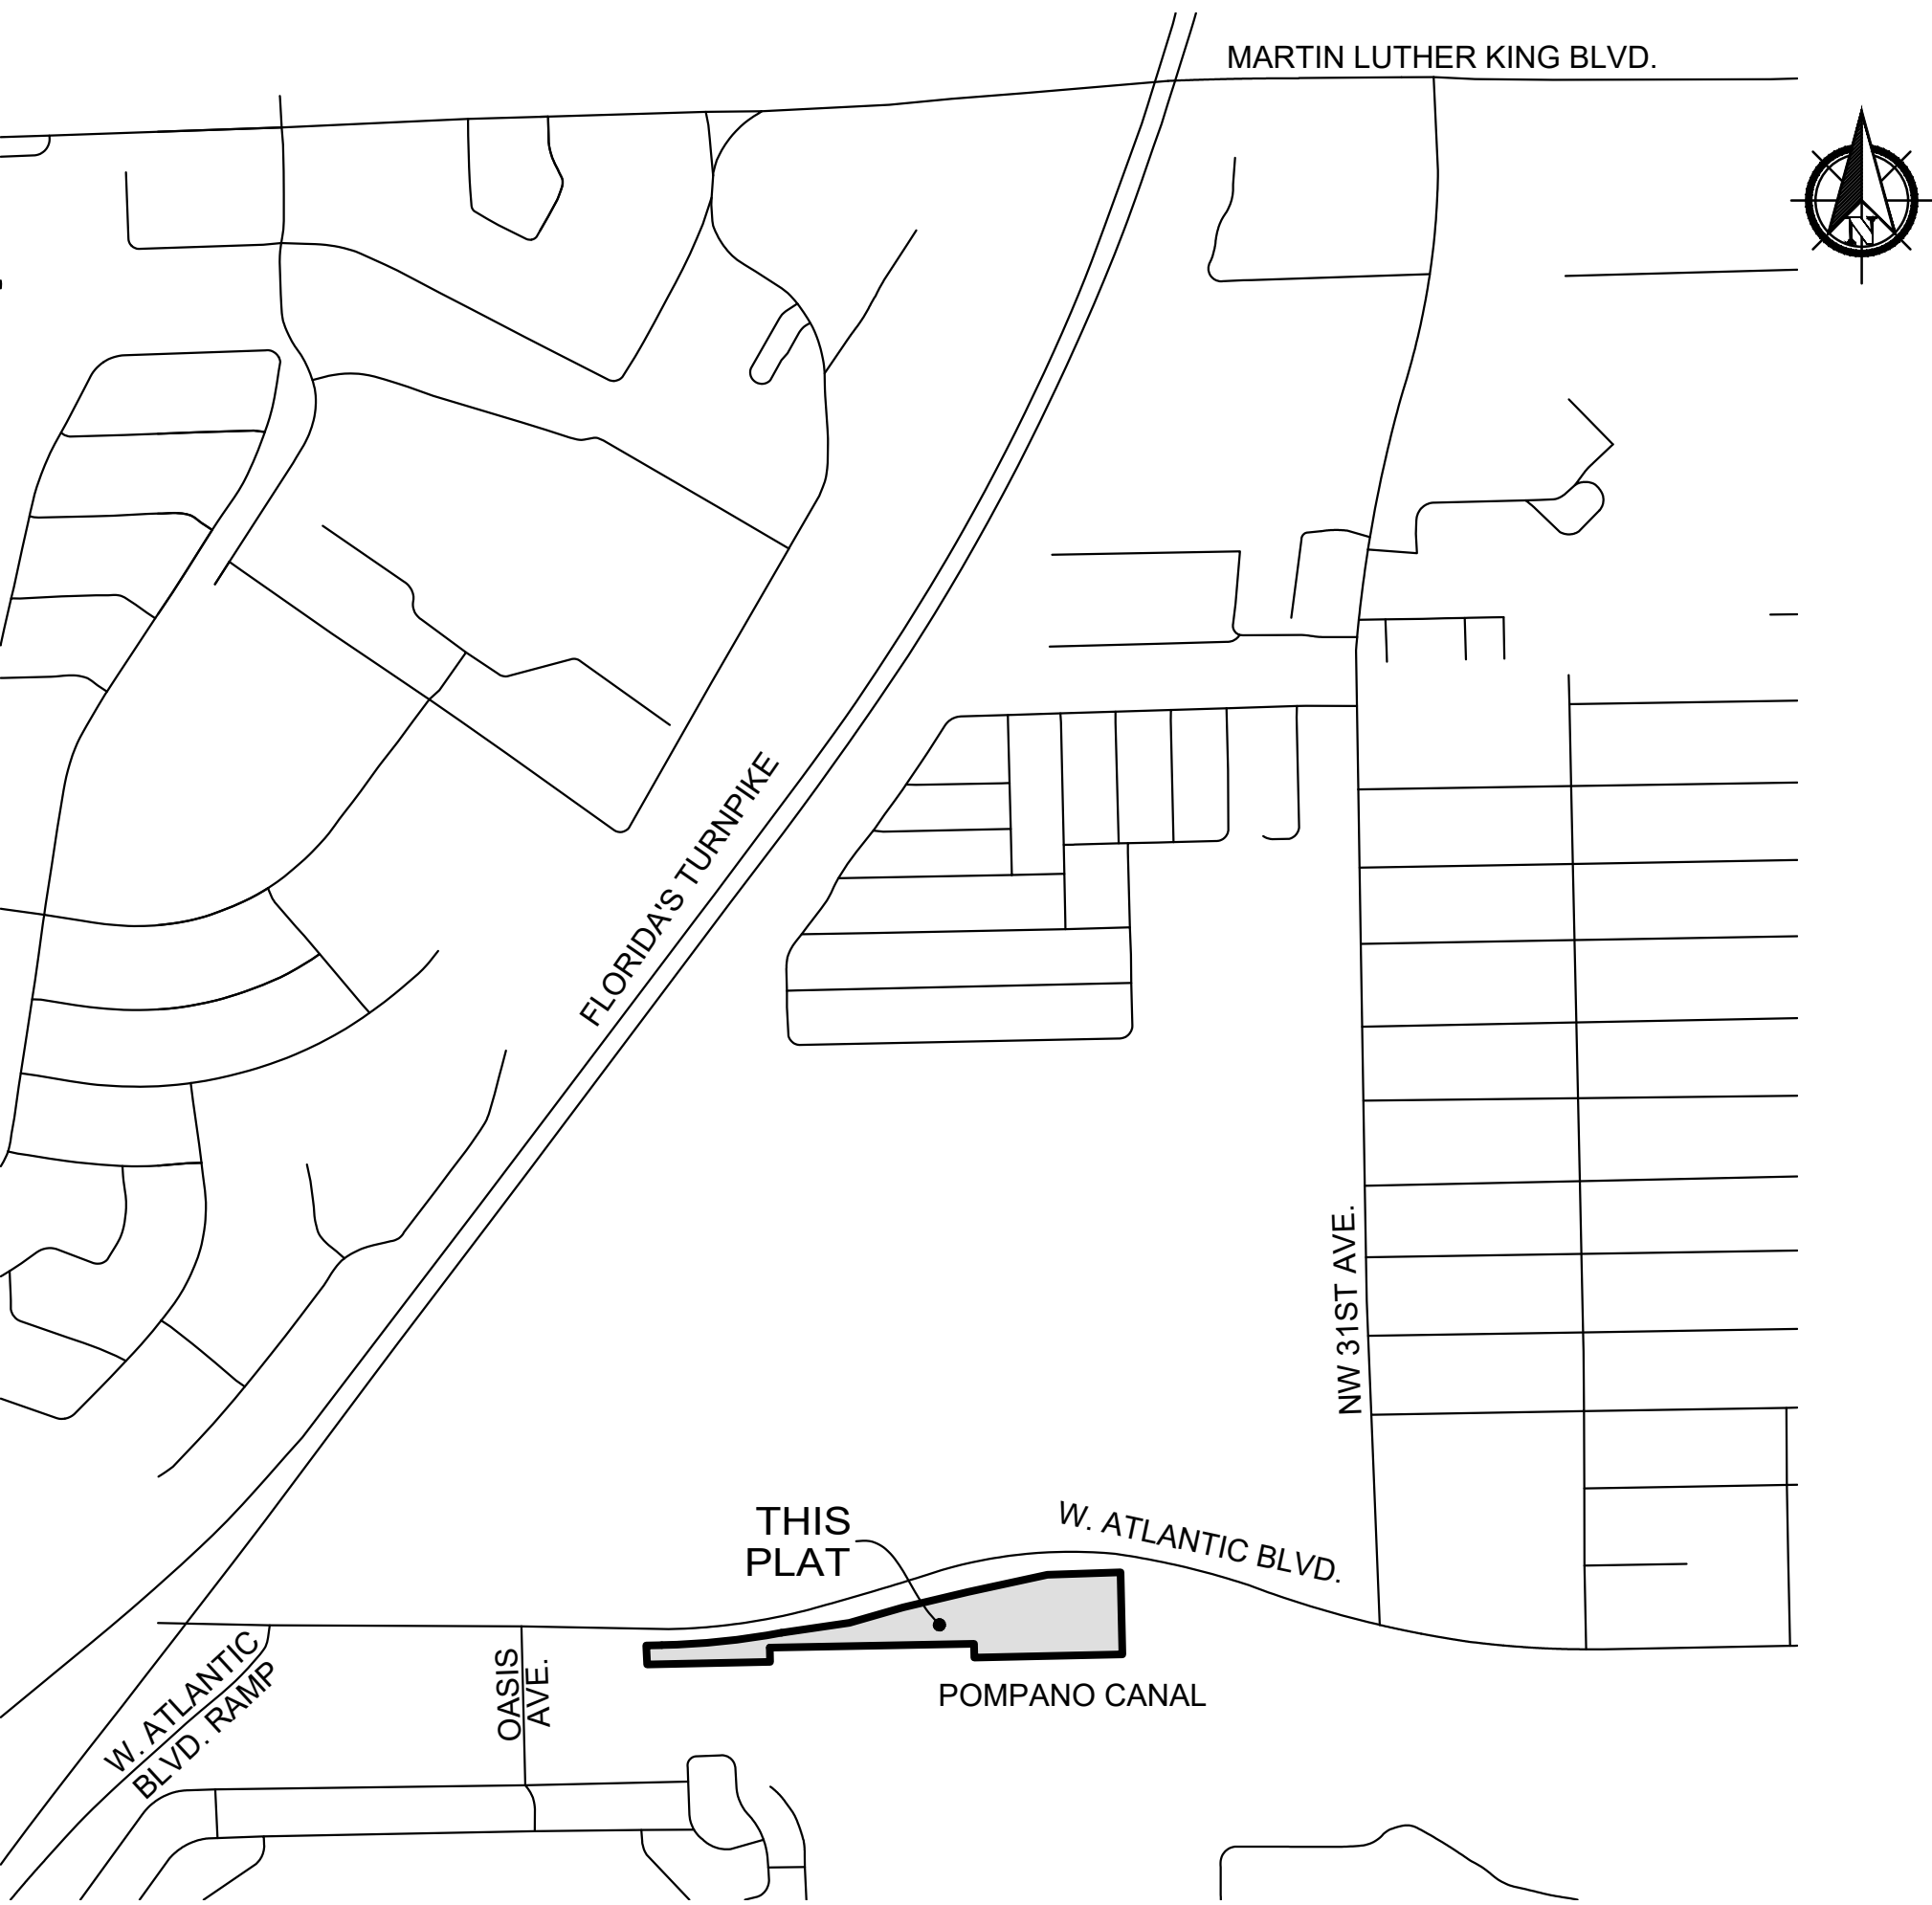 MARTIN LUTHER KING BLVD.
N
FLORIDA'S TURNPIKE
NW 31ST AVE.
THIS
PLAT
W. ATLANTIC BLVD.
W. ATLANTIC
BLVD. RAMP
OASIS
AVE.
POMPANO CANAL